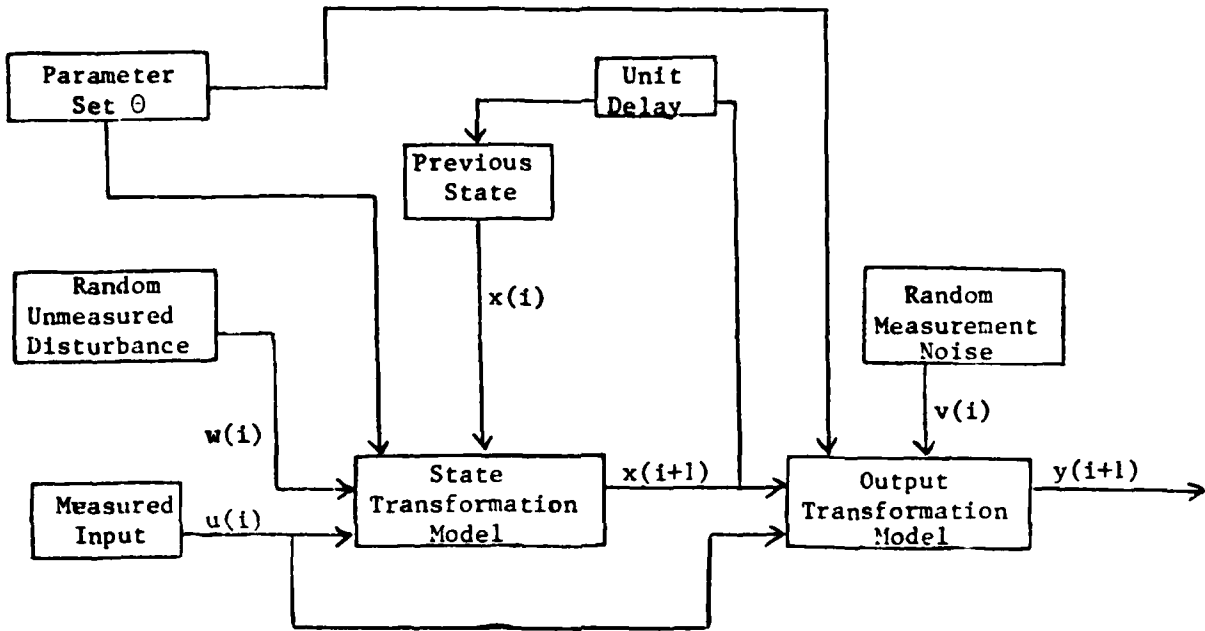 Parameter
Set Θ
Unit
Delay
Previous
State
Random
Unmeasured
Disturbance
x(i)
Random
Measurement
Noise
w(i)
v(i)
Measured
Input
u(i)
State
Transformation
Model
x(i+1)
Output
Transformation
Model
y(i+1)